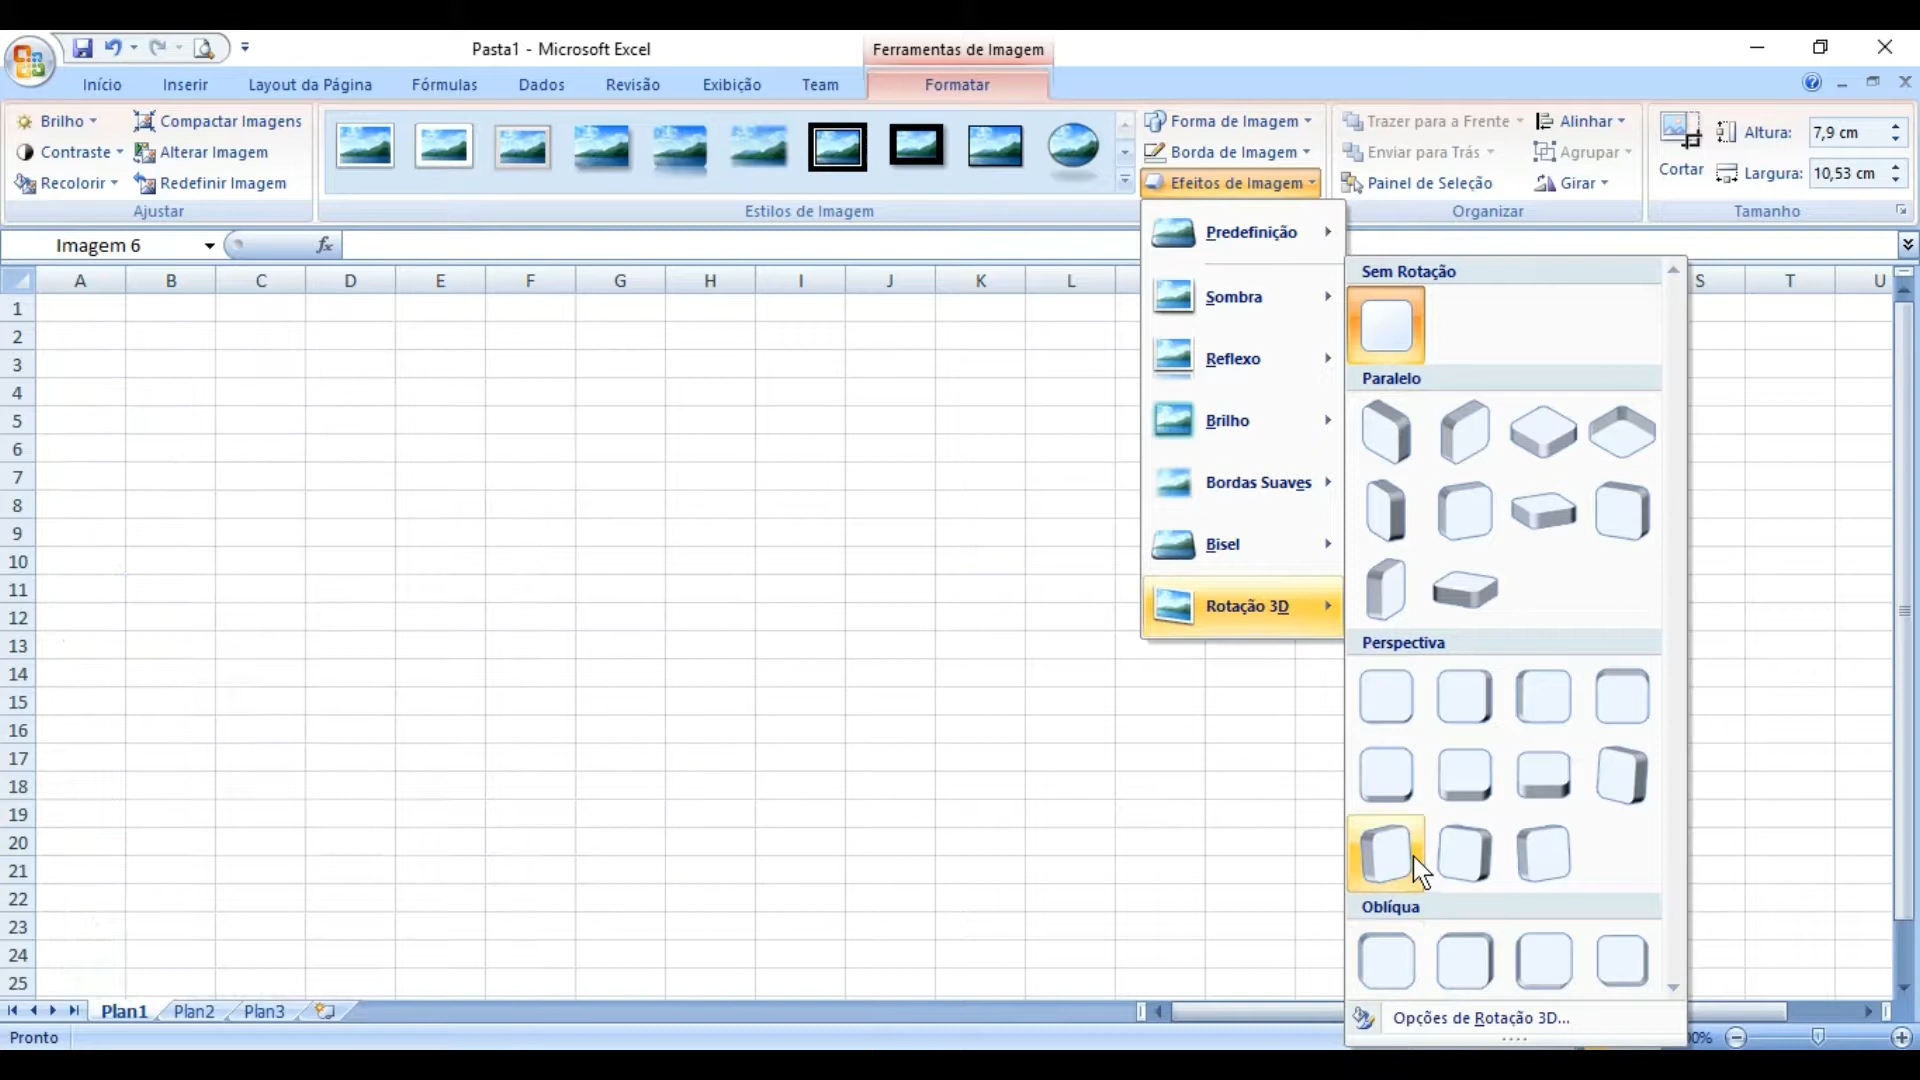 Pasta1 - Microsoft Excel
Ferramentas de Imagem
Início Inserir Layout da Página Fórmulas Dados Revisão Exibição Team Formatar
Brilho
Compactar Imagens
Contraste
Alterar Imagem
Recolorir
Redefinir Imagem
Ajustar
Estilos de Imagem
Forma de Imagem
Borda de Imagem
Efeitos de Imagem
Trazer para a Frente
Enviar para Trás
Painel de Seleção
Alinhar
Agrupar
Girar
Organizar
Cortar
Altura: 7,9 cm
Largura: 10,53 cm
Tamanho
Imagem 6
fx
A B C D E F G H I J K L S T U
1
2
3
4
5
6
7
8
9
10
11
12
13
14
15
16
17
18
19
20
21
22
23
24
25
Predefinição
Sombra
Reflexo
Brilho
Bordas Suaves
Bisel
Rotação 3D
Sem Rotação
Paralelo
Perspectiva
Oblíqua
Opções de Rotação 3D...
Plan1 Plan2 Plan3
Pronto